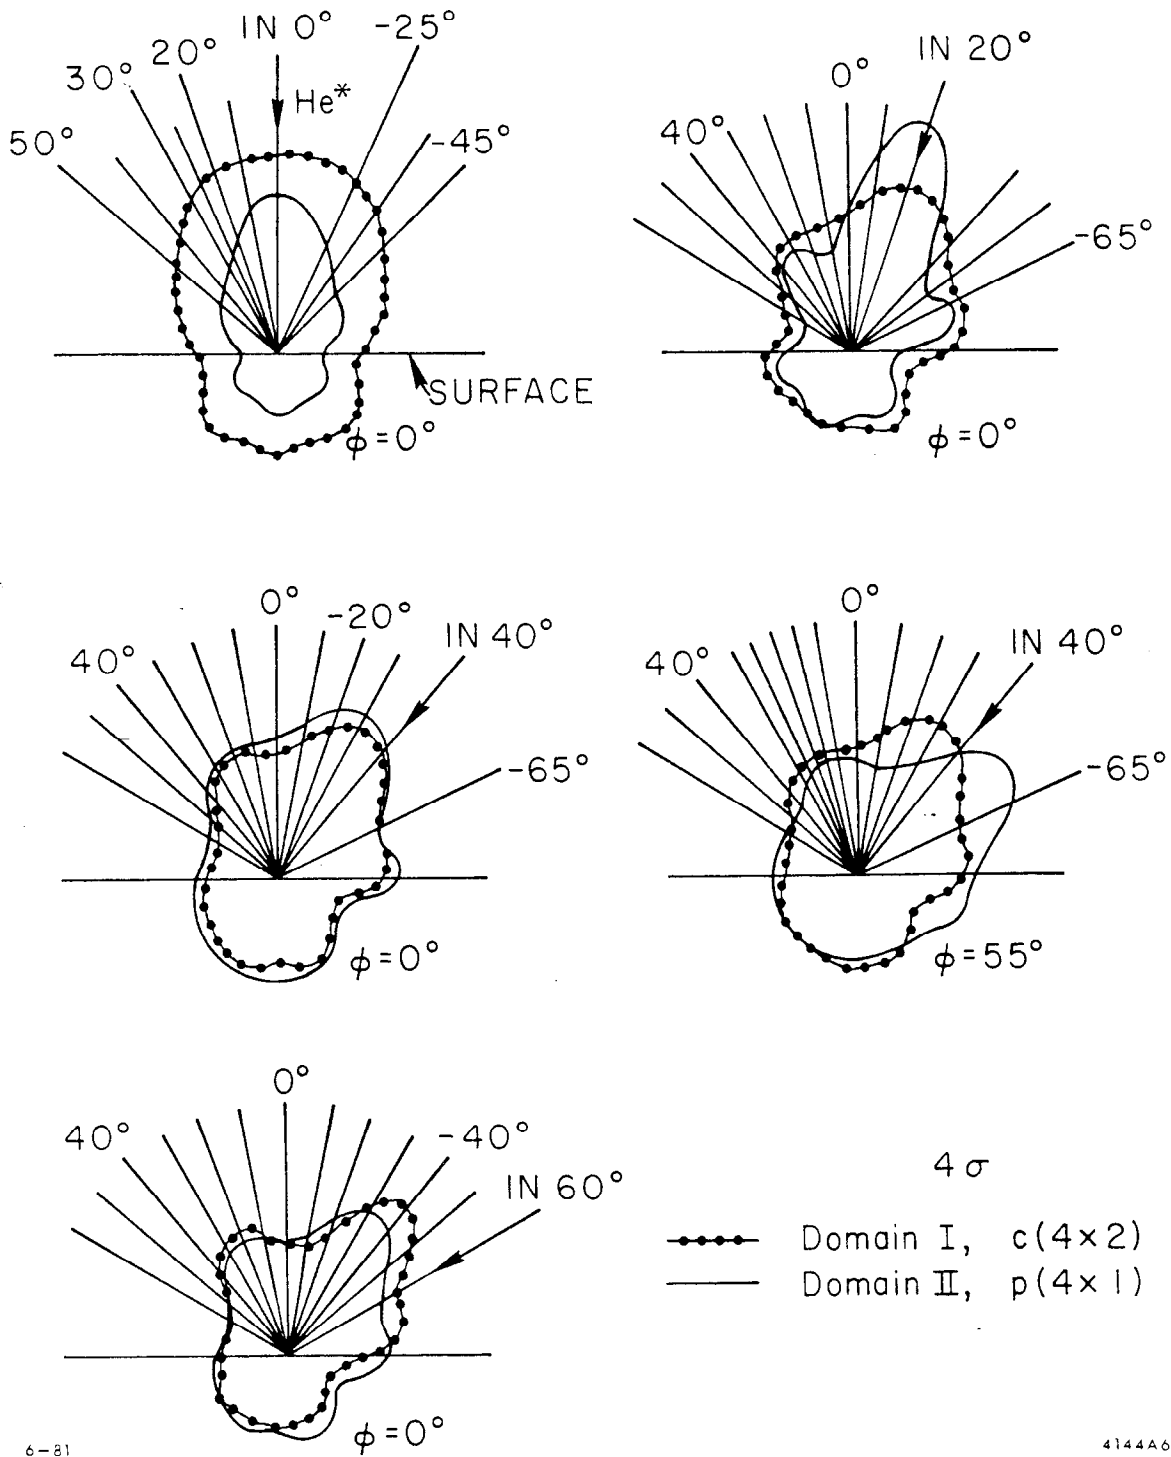 IN 0°
-25°
20°
30°
He*
50°
-45°
SURFACE
ϕ=0°
IN 20°
0°
40°
-65°
ϕ=0°
0°
-20°
IN 40°
40°
-65°
ϕ=0°
0°
IN 40°
40°
-65°
ϕ=55°
0°
40°
-40°
IN 60°
ϕ=0°
4σ
Domain I, c(4×2)
Domain II, p(4×1)
6-81
4144A6